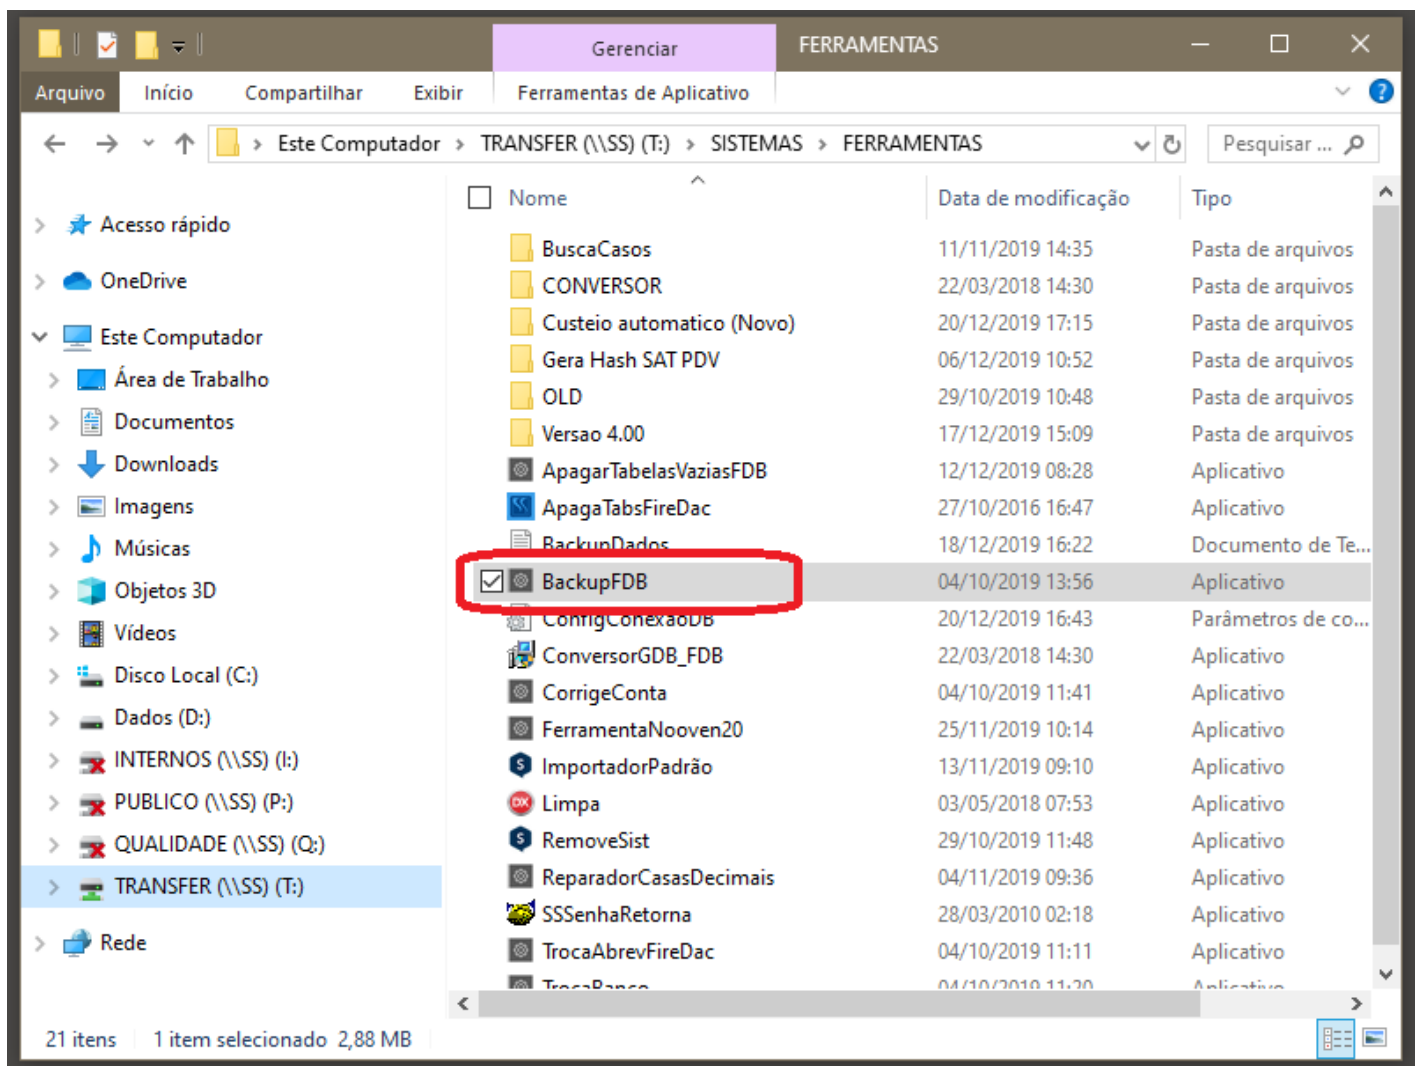 Gerenciar FERRAMENTAS
Arquivo Início Compartilhar Exibir Ferramentas de Aplicativo
Este Computador > TRANSFER (\\SS) (T:) > SISTEMAS > FERRAMENTAS Pesquisar ...
Nome Data de modificação Tipo
Acesso rápido
OneDrive
Este Computador
Área de Trabalho
Documentos
Downloads
Imagens
Músicas
Objetos 3D
Vídeos
Disco Local (C:)
Dados (D:)
INTERNOS (\\SS) (I:)
PUBLICO (\\SS) (P:)
QUALIDADE (\\SS) (Q:)
TRANSFER (\\SS) (T:)
Rede
BuscaCasos 11/11/2019 14:35 Pasta de arquivos
CONVERSOR 22/03/2018 14:30 Pasta de arquivos
Custeio automatico (Novo) 20/12/2019 17:15 Pasta de arquivos
Gera Hash SAT PDV 06/12/2019 10:52 Pasta de arquivos
OLD 29/10/2019 10:48 Pasta de arquivos
Versao 4.00 17/12/2019 15:09 Pasta de arquivos
ApagarTabelasVaziasFDB 12/12/2019 08:28 Aplicativo
ApagaTabsFireDac 27/10/2016 16:47 Aplicativo
BackupDados 18/12/2019 16:22 Documento de Te...
BackupFDB 04/10/2019 13:56 Aplicativo
ConfigConexaoDB 20/12/2019 16:43 Parâmetros de co...
ConversorGDB_FDB 22/03/2018 14:30 Aplicativo
CorrigeConta 04/10/2019 11:41 Aplicativo
FerramentaNooven20 25/11/2019 10:14 Aplicativo
ImportadorPadrão 13/11/2019 09:10 Aplicativo
Limpa 03/05/2018 07:53 Aplicativo
RemoveSist 29/10/2019 11:48 Aplicativo
ReparadorCasasDecimais 04/11/2019 09:36 Aplicativo
SSSenhaRetorna 28/03/2010 02:18 Aplicativo
TrocaAbrevFireDac 04/10/2019 11:11 Aplicativo
TrocaBanco 04/10/2019 11:20 Aplicativo
21 itens 1 item selecionado 2,88 MB